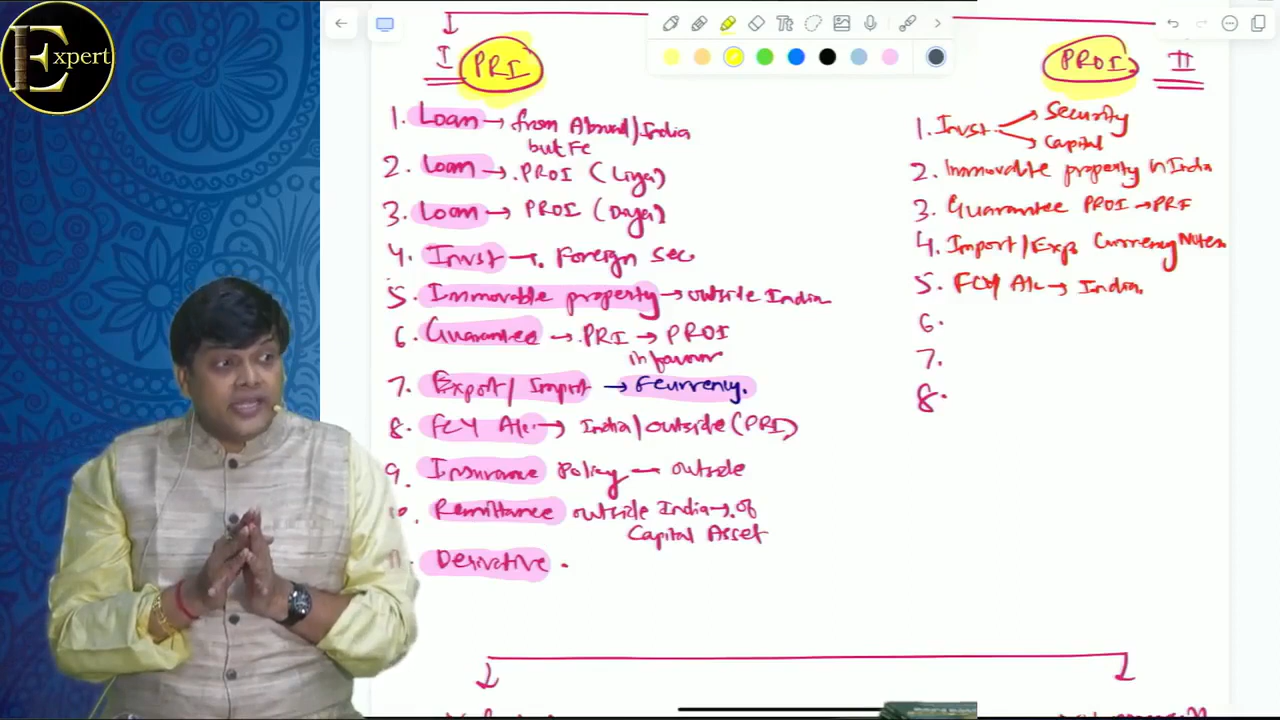 Expert
I PRI
1. Loan → from Abroad/India
but Fc
2. Loan → PROI (Liya)
3. Loan → PROI (Diya)
4. Invst → Foreign Sec
5. Immovable property → outside India
6. Guarantee → PRI → PROI
in favour
7. Export/Import → Fcurrency.
8. FCY A/c → India/outside (PRI)
9. Insurance Policy — outside
10. Remittance outside India → of
Capital Asset
11. Derivative.
PROI II
1. Invst → Security
→ Capital
2. Immovable property in India
3. Guarantee PROI → PRI
4. Import/Exp Currency Notes
5. FCY A/c → India.
6.
7.
8.